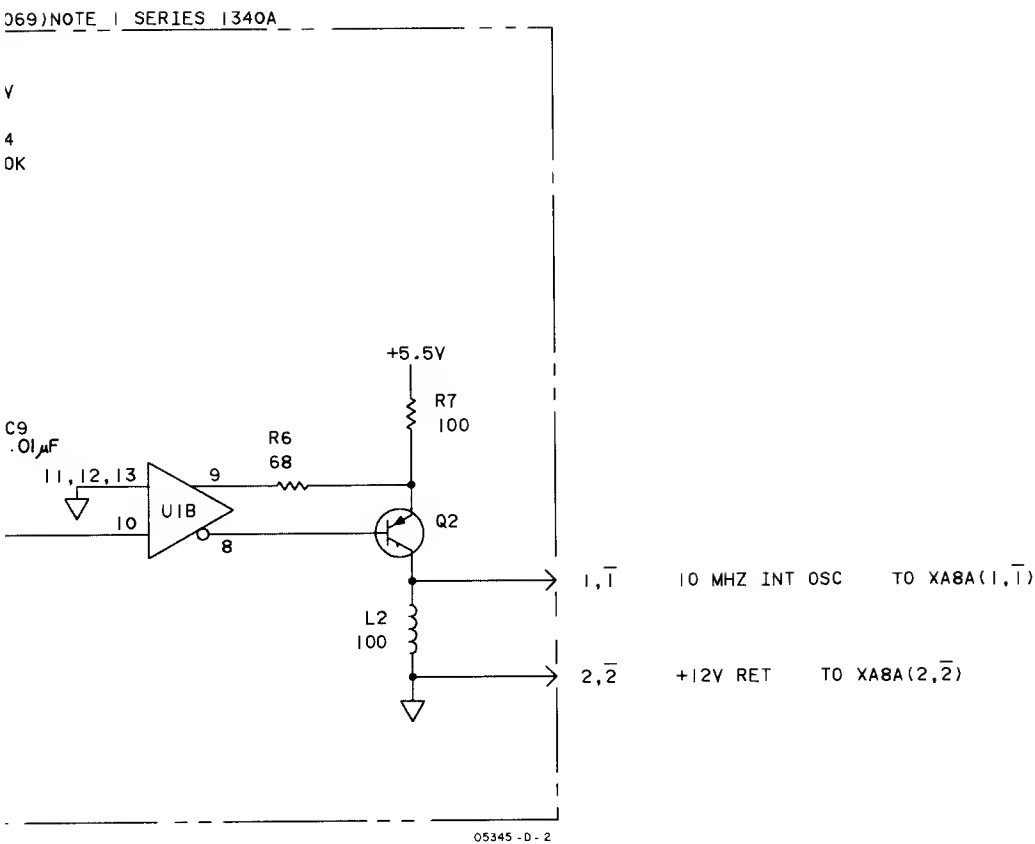 069)NOTE 1 SERIES 1340A
V
4
0K
+5.5V
R7
100
C9
.01µF
R6
68
11,12,13
9
U1B
Q2
10
8
1,1̅ 10 MHZ INT OSC TO XA8A(1,1̅)
L2
100
2,2̅ +12V RET TO XA8A(2,2̅)
05345-D-2